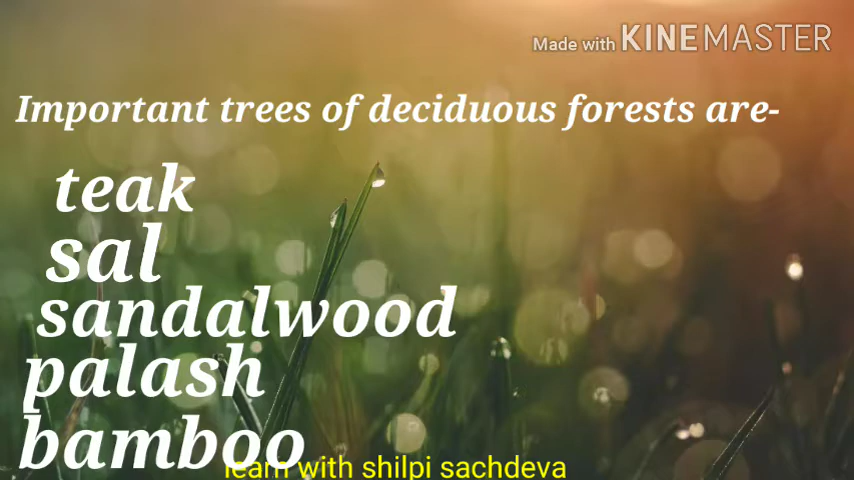 Made with KINEMASTER
Important trees of deciduous forests are-
teak
sal
sandalwood
palash
bamboo
learn with shilpi sachdeva